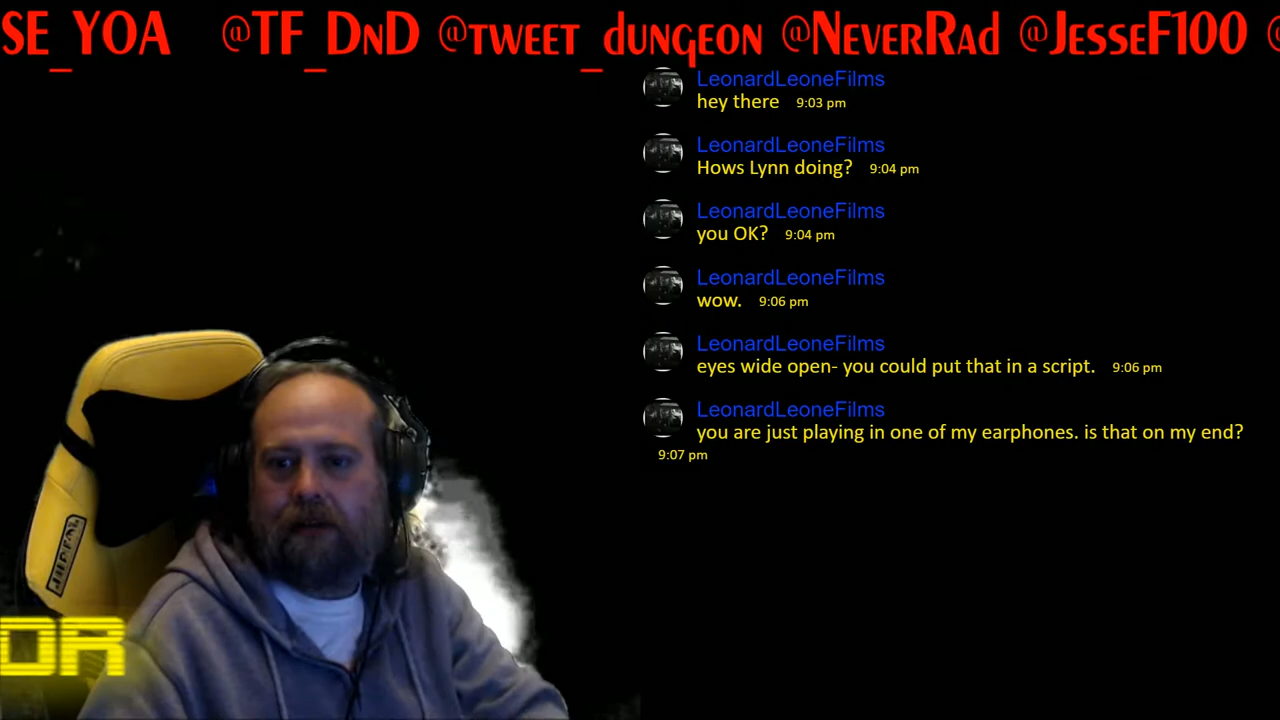 SE_YOA @TF_DnD @tweet_dungeon @NeverRad @JesseF100 @
LeonardLeoneFilms
hey there 9:03 pm
LeonardLeoneFilms
Hows Lynn doing? 9:04 pm
LeonardLeoneFilms
you OK? 9:04 pm
LeonardLeoneFilms
wow. 9:06 pm
LeonardLeoneFilms
eyes wide open- you could put that in a script. 9:06 pm
LeonardLeoneFilms
you are just playing in one of my earphones. is that on my end?
9:07 pm
OR